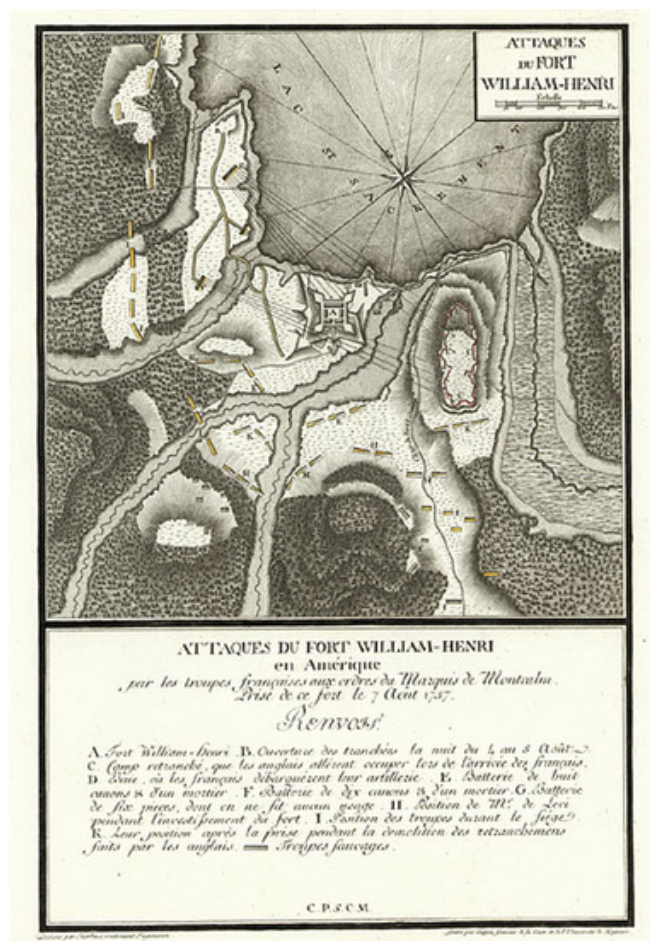 ATTAQUES
DU FORT
WILLIAM-HENRI
Echelle
LAC ST SACREMENT
ATTAQUES DU FORT WILLIAM-HENRI
en Amérique
par les troupes françaises aux ordres du Marquis de Montcalm.
Prise de ce fort le 7 Août 1757.
Renvois.
A. Fort William-Henri. B. Ouverture des tranchées la nuit du 4 au 5 Août.
C. Camp retranché, que les anglais allèrent occuper lors de l'arrivée des français.
D. où les français débarquèrent leur artillerie. E. Batterie de huit
canons & d'un mortier. F. Batterie de dix canons & d'un mortier. G. Batterie
de six pieces, dont on ne fit aucun usage. H. Position de Mr. de Levi
pendant l'investissement du fort. I. Position des troupes durant le siège.
K. Leur position après la prise pendant la démolition des retranchemens
faits par les anglais. Troupes sauvages.
C.P.S.C.M.